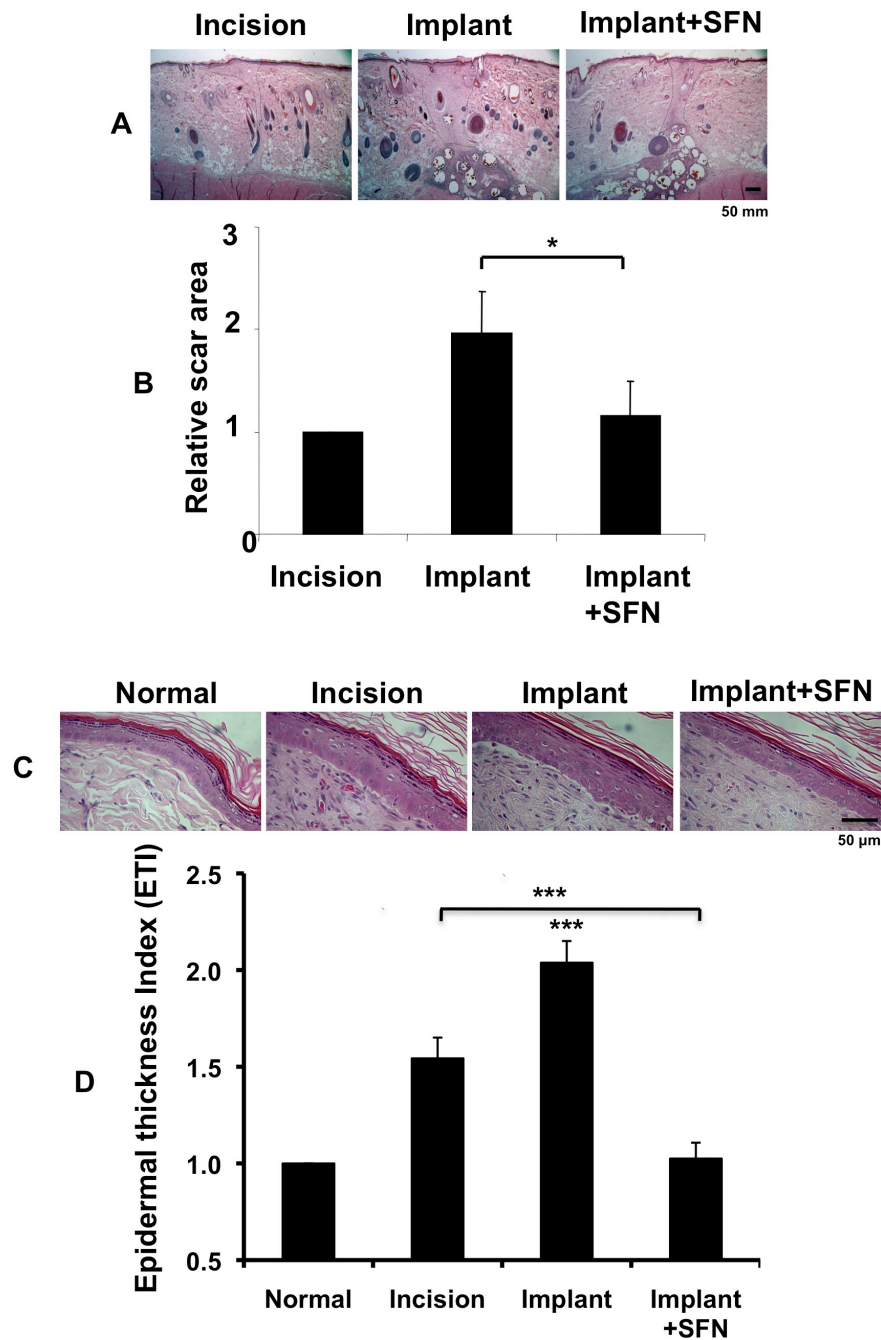 Incision Implant Implant+SFN
A
50 mm
3
2
1
0
Relative scar area
B
*
Incision Implant Implant
+SFN
Normal Incision Implant Implant+SFN
C
50 µm
2.5
2.0
1.5
1.0
0.5
Epidermal thickness Index (ETI)
D
***
***
Normal Incision Implant Implant
+SFN